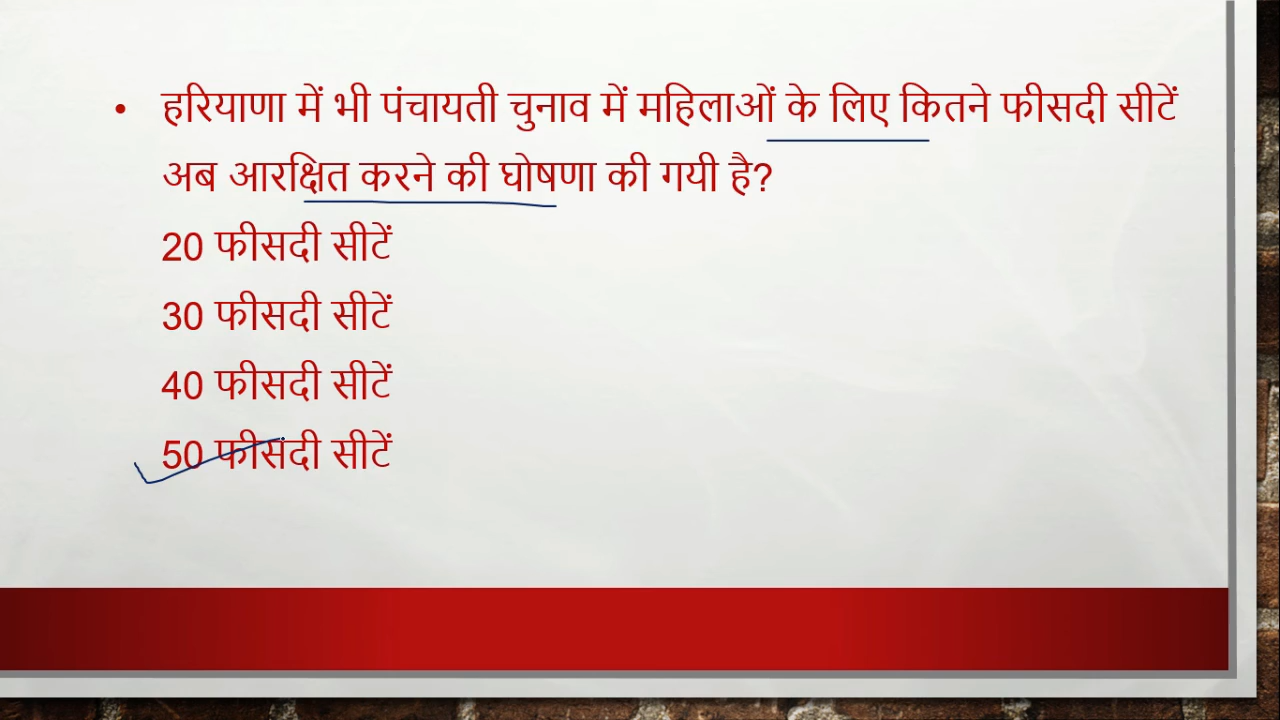 • हरियाणा में भी पंचायती चुनाव में महिलाओं के लिए कितने फीसदी सीटें
अब आरक्षित करने की घोषणा की गयी है?
20 फीसदी सीटें
30 फीसदी सीटें
40 फीसदी सीटें
50 फीसदी सीटें